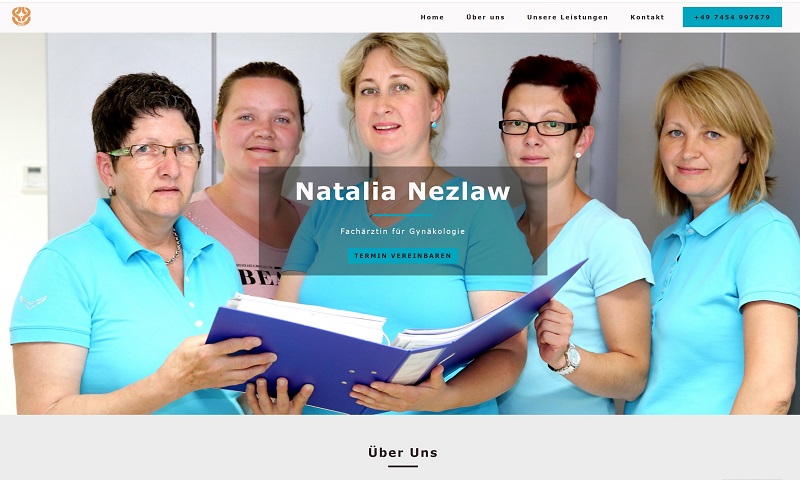 Home
Über uns
Unsere Leistungen
Kontakt
+49 7454 997679
Natalia Nezlaw
Fachärztin für Gynäkologie
TERMIN VEREINBAREN
Über Uns